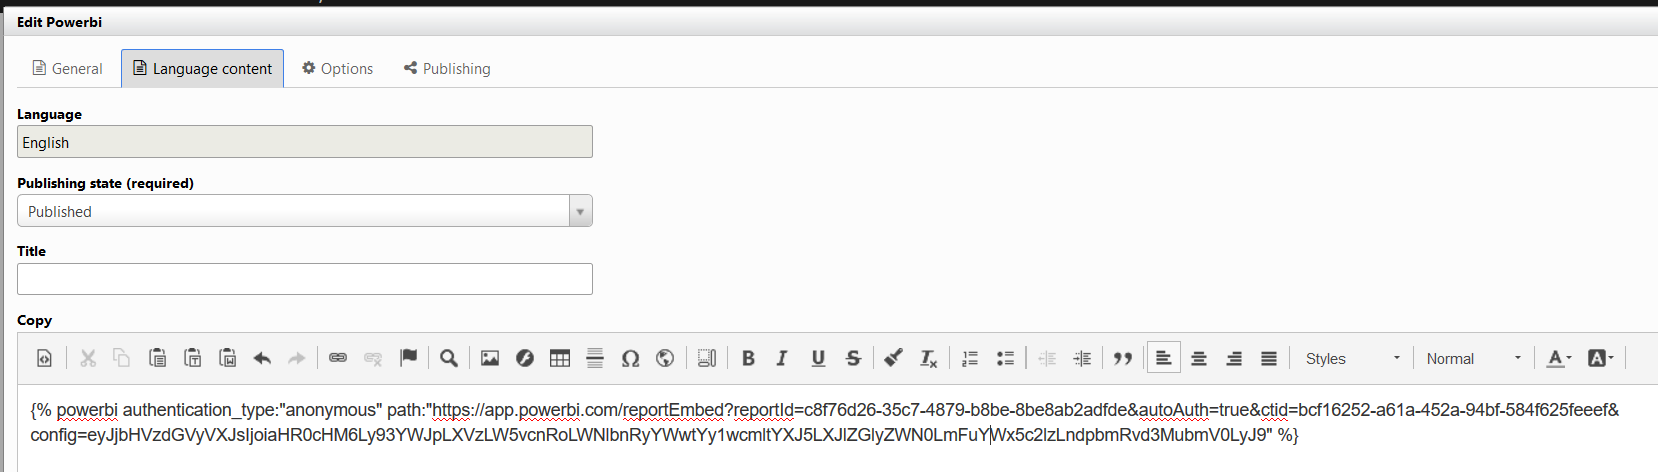 Edit Powerbi
General Language content Options Publishing
Language
English
Publishing state (required)
Published
Title
Copy
Styles Normal
{% powerbi authentication_type:"anonymous" path:"https://app.powerbi.com/reportEmbed?reportId=c8f76d26-35c7-4879-b8be-8be8ab2adfde&autoAuth=true&ctid=bcf16252-a61a-452a-94bf-584f625feeef&
config=eyJjbHVzdGVyVXJsIjoiaHR0cHM6Ly93YWJpLXVzLW5vcnRoLWNlbnRyYWwtYy1wcmltYXJ5LXJlZGlyZWN0LmFuYWx5c2lzLndpbmRvd3MubmV0LyJ9" %}